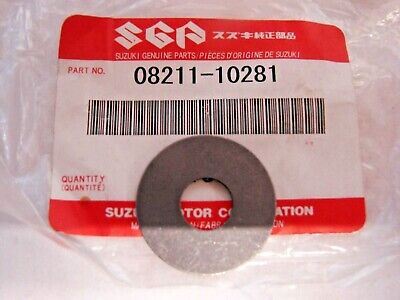 SGP スズキ純正部品
SUZUKI GENUINE PARTS/PIECES D'ORIGINE DE SUZUKI
PART NO. 08211-10281
QUANTITY
(QUANTITÉ)
SUZU MOTOR CO ATION